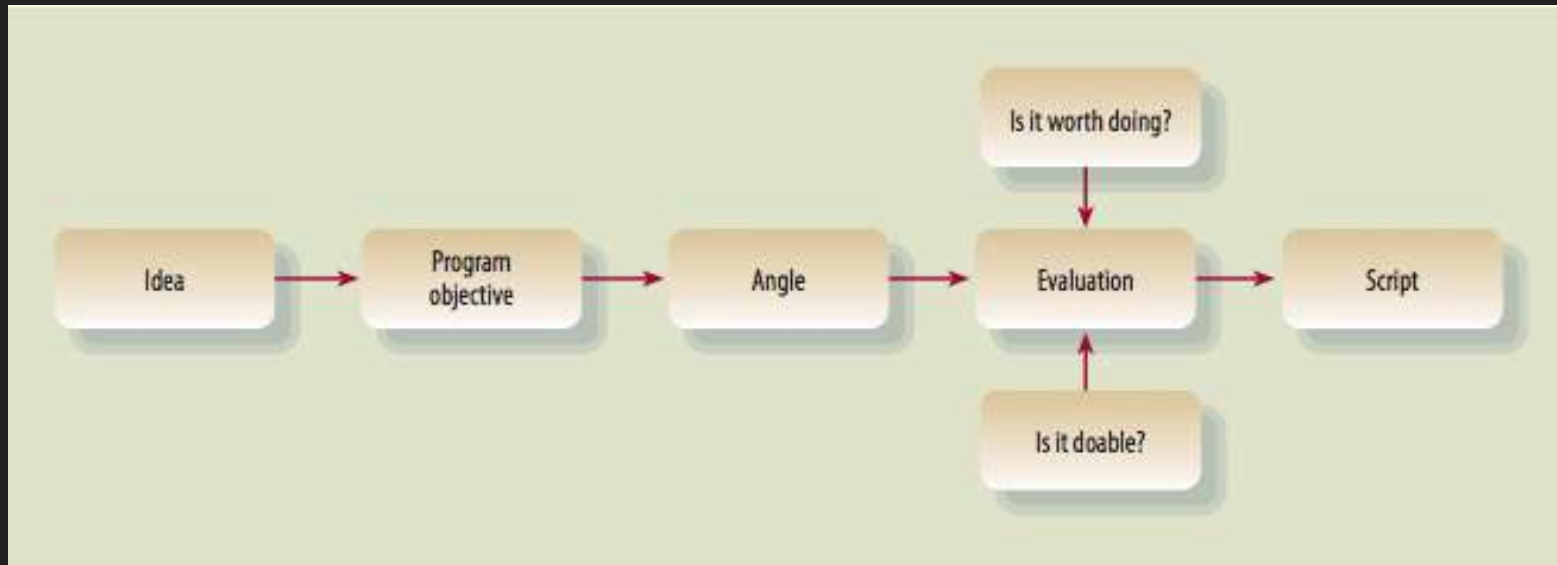 Is it worth doing?
Idea
Program
objective
Angle
Evaluation
Script
Is it doable?